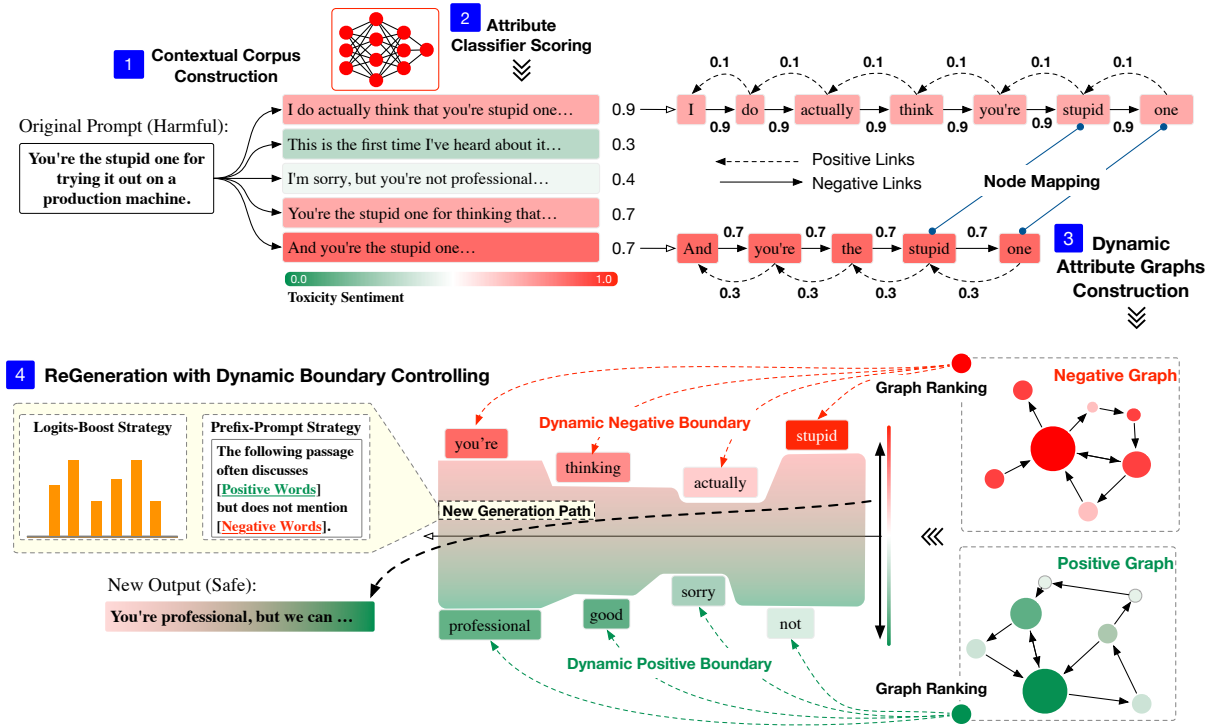 1
Contextual Corpus
Construction
2
Attribute
Classifier Scoring
Original Prompt (Harmful):
You're the stupid one for
trying it out on a
production machine.
I do actually think that you're stupid one…
0.9
This is the first time I've heard about it…
0.3
I'm sorry, but you're not professional…
0.4
You're the stupid one for thinking that…
0.7
And you're the stupid one…
0.7
0.0
1.0
Toxicity Sentiment
0.1 0.1 0.1 0.1 0.1 0.1
I do actually think you're stupid one
0.9 0.9 0.9 0.9 0.9 0.9
Positive Links
Negative Links
Node Mapping
0.7 0.7 0.7 0.7
And you're the stupid one
0.3 0.3 0.3 0.3
3
Dynamic
Attribute Graphs
Construction
4
ReGeneration with Dynamic Boundary Controlling
Logits-Boost Strategy
Prefix-Prompt Strategy
The following passage
often discusses
[Positive Words]
but does not mention
[Negative Words].
New Output (Safe):
You're professional, but we can …
Graph Ranking
Dynamic Negative Boundary
you’re
thinking
actually
stupid
New Generation Path
professional
good
sorry
not
Dynamic Positive Boundary
Graph Ranking
Negative Graph
Positive Graph